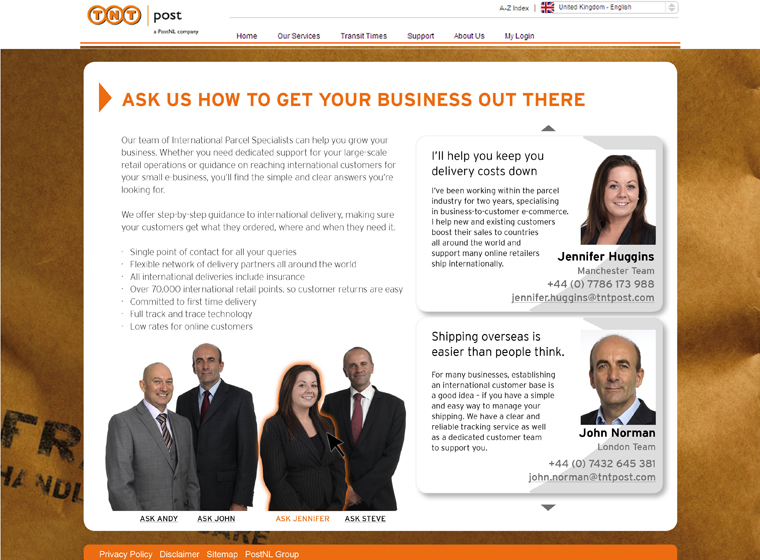 TNT post
a PostNL company
A-Z Index | United Kingdom - English
Home Our Services Transit Times Support About Us My Login
ASK US HOW TO GET YOUR BUSINESS OUT THERE
Our team of International Parcel Specialists can help you grow your
business. Whether you need dedicated support for your large-scale
retail operations or guidance on reaching international customers for
your small e-business, you'll find the simple and clear answers you're
looking for.
We offer step-by-step guidance to international delivery, making sure
your customers get what they ordered, where and when they need it.
· Single point of contact for all your queries
· Flexible network of delivery partners all around the world
· All international deliveries include insurance
· Over 70,000 international retail points, so customer returns are easy
· Committed to first time delivery
· Full track and trace technology
· Low rates for online customers
ASK ANDY ASK JOHN ASK JENNIFER ASK STEVE
I'll help you keep you
delivery costs down
I've been working within the parcel
industry for two years, specialising
in business-to-customer e-commerce.
I help new and existing customers
boost their sales to countries
all around the world and
support many online retailers
ship Internationally.
Jennifer Huggins
Manchester Team
+44 (0) 7786 173 988
jennifer.huggins@tntpost.com
Shipping overseas is
easier than people think.
For many businesses, establishing
an international customer base is
a good idea - if you have a simple
and easy way to manage your
shipping. We have a clear and
reliable tracking service as well
as a dedicated customer team
to support you.
John Norman
London Team
+44 (0) 7432 645 381
john.norman@tntpost.com
Privacy Policy Disclaimer Sitemap PostNL Group